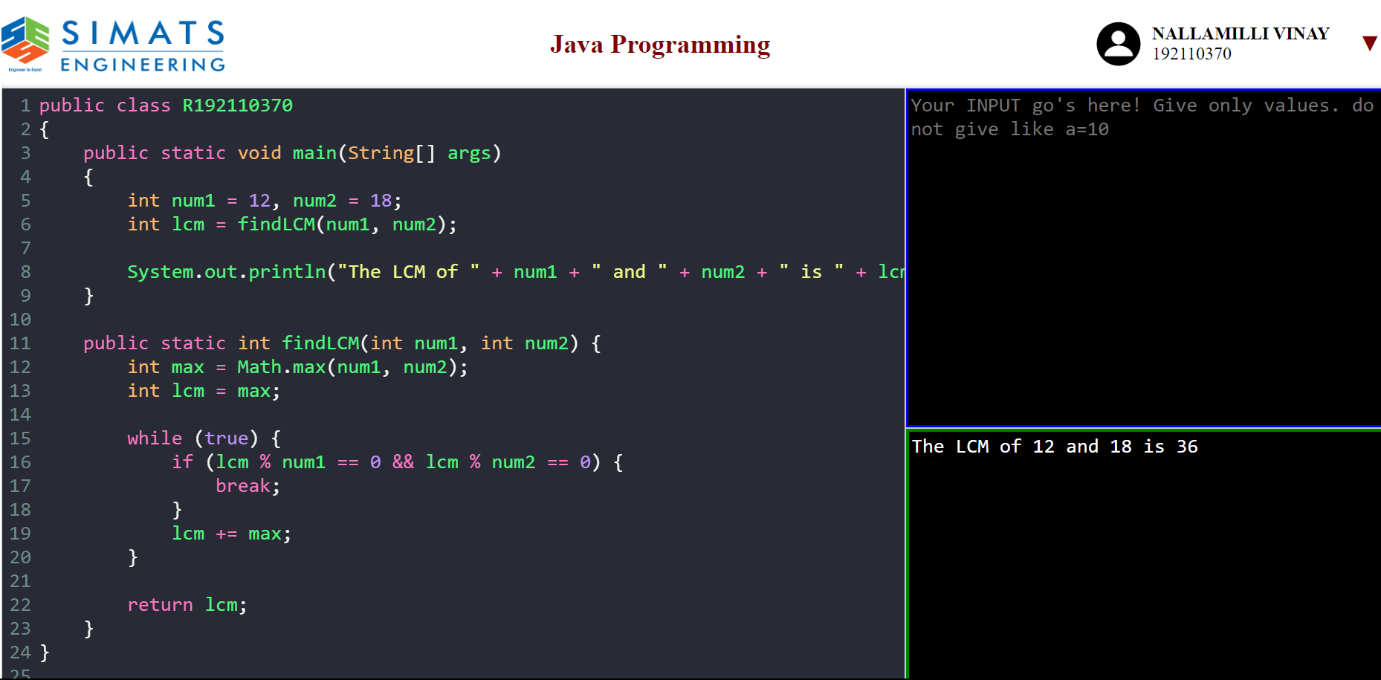 SIMATS
ENGINEERING
Engineer to Excel
Java Programming
NALLAMILLI VINAY
192110370
▼
1 public class R192110370
2 {
3     public static void main(String[] args)
4     {
5         int num1 = 12, num2 = 18;
6         int lcm = findLCM(num1, num2);
7
8         System.out.println("The LCM of " + num1 + " and " + num2 + " is " + lcm
9     }
10
11     public static int findLCM(int num1, int num2) {
12         int max = Math.max(num1, num2);
13         int lcm = max;
14
15         while (true) {
16             if (lcm % num1 == 0 && lcm % num2 == 0) {
17                 break;
18             }
19             lcm += max;
20         }
21
22         return lcm;
23     }
24 }
25
Your INPUT go's here! Give only values. do
not give like a=10
The LCM of 12 and 18 is 36